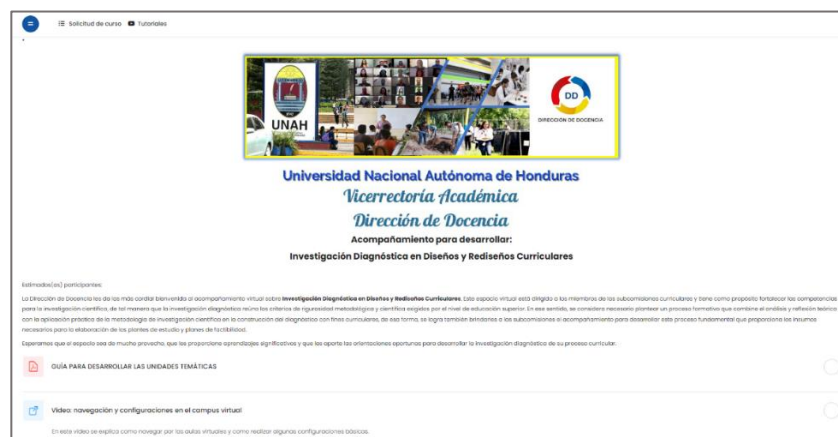 Solicitud de curso Tutoriales
UNAH
DD
DIRECCIÓN DE DOCENCIA
Universidad Nacional Autónoma de Honduras
Vicerrectoría Académica
Dirección de Docencia
Acompañamiento para desarrollar:
Investigación Diagnóstica en Diseños y Rediseños Curriculares
Estimados(as) participantes:
La Dirección de Docencia les da las más cordial bienvenida al acompañamiento virtual sobre Investigación Diagnóstica en Diseños y Rediseños Curriculares. Este espacio virtual está dirigido a los miembros de las subcomisiones curriculares y tiene como propósito fortalecer las competencias
para la investigación científica, de tal manera que la investigación diagnóstica reúna los criterios de rigurosidad metodológica y científica exigidos por el nivel de educación superior. En ese sentido, se considera necesario plantear un proceso formativo que combine el análisis y reflexión teórica
con la aplicación práctica de la metodología de investigación científica en la construcción del diagnóstico con fines curriculares, de esa forma, se logra también brindarles a las subcomisiones el acompañamiento para desarrollar este proceso fundamental que proporciona los insumos
necesarios para la elaboración de los planes de estudio y planes de factibilidad.
Esperamos que el espacio sea de mucho provecho, que les proporcione aprendizajes significativos y que les aporte las orientaciones oportunas para desarrollar la investigación diagnóstica de su proceso curricular.
GUÍA PARA DESARROLLAR LAS UNIDADES TEMÁTICAS
Video: navegación y configuraciones en el campus virtual
En este video se explica como navegar por las aulas virtuales y como realizar algunas configuraciones básicas.